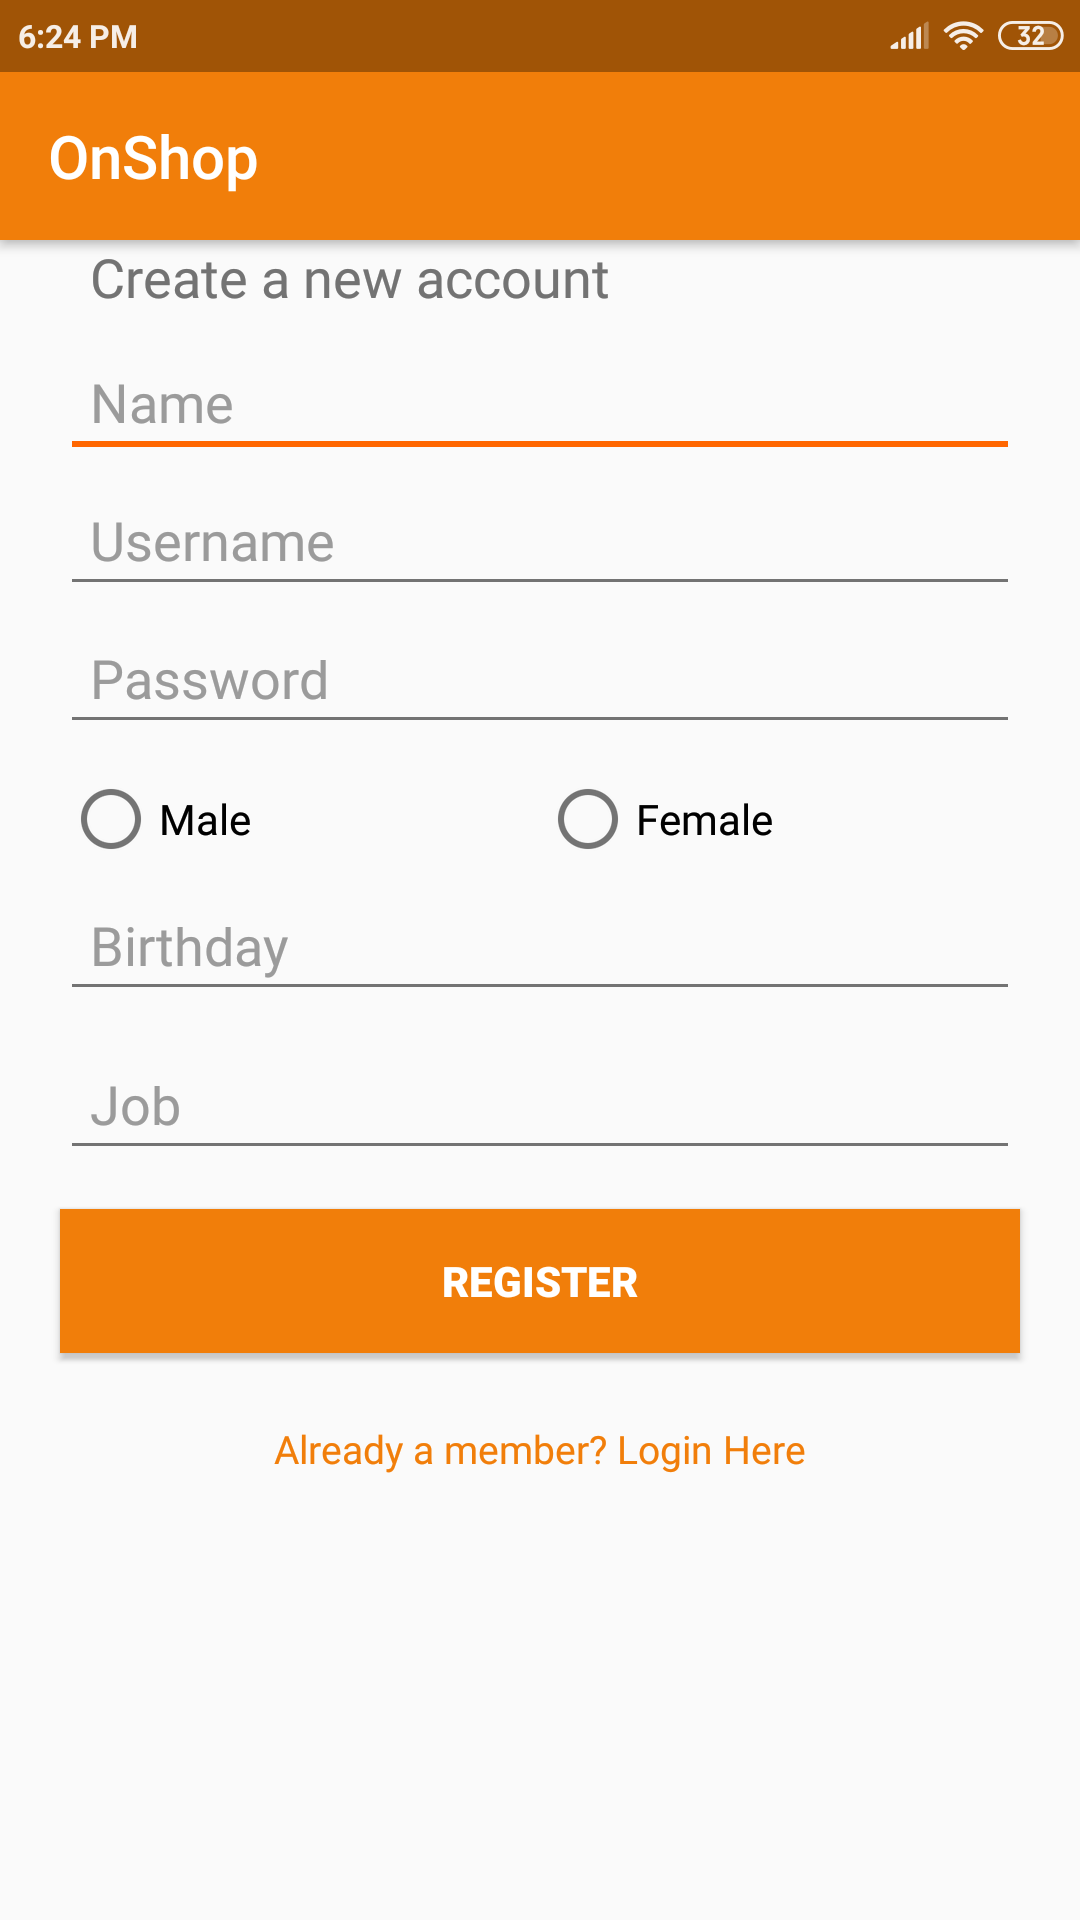 6:24 PM 32
OnShop
Create a new account
Name
Username
Password
Male Female
Birthday
Job
REGISTER
Already a member? Login Here